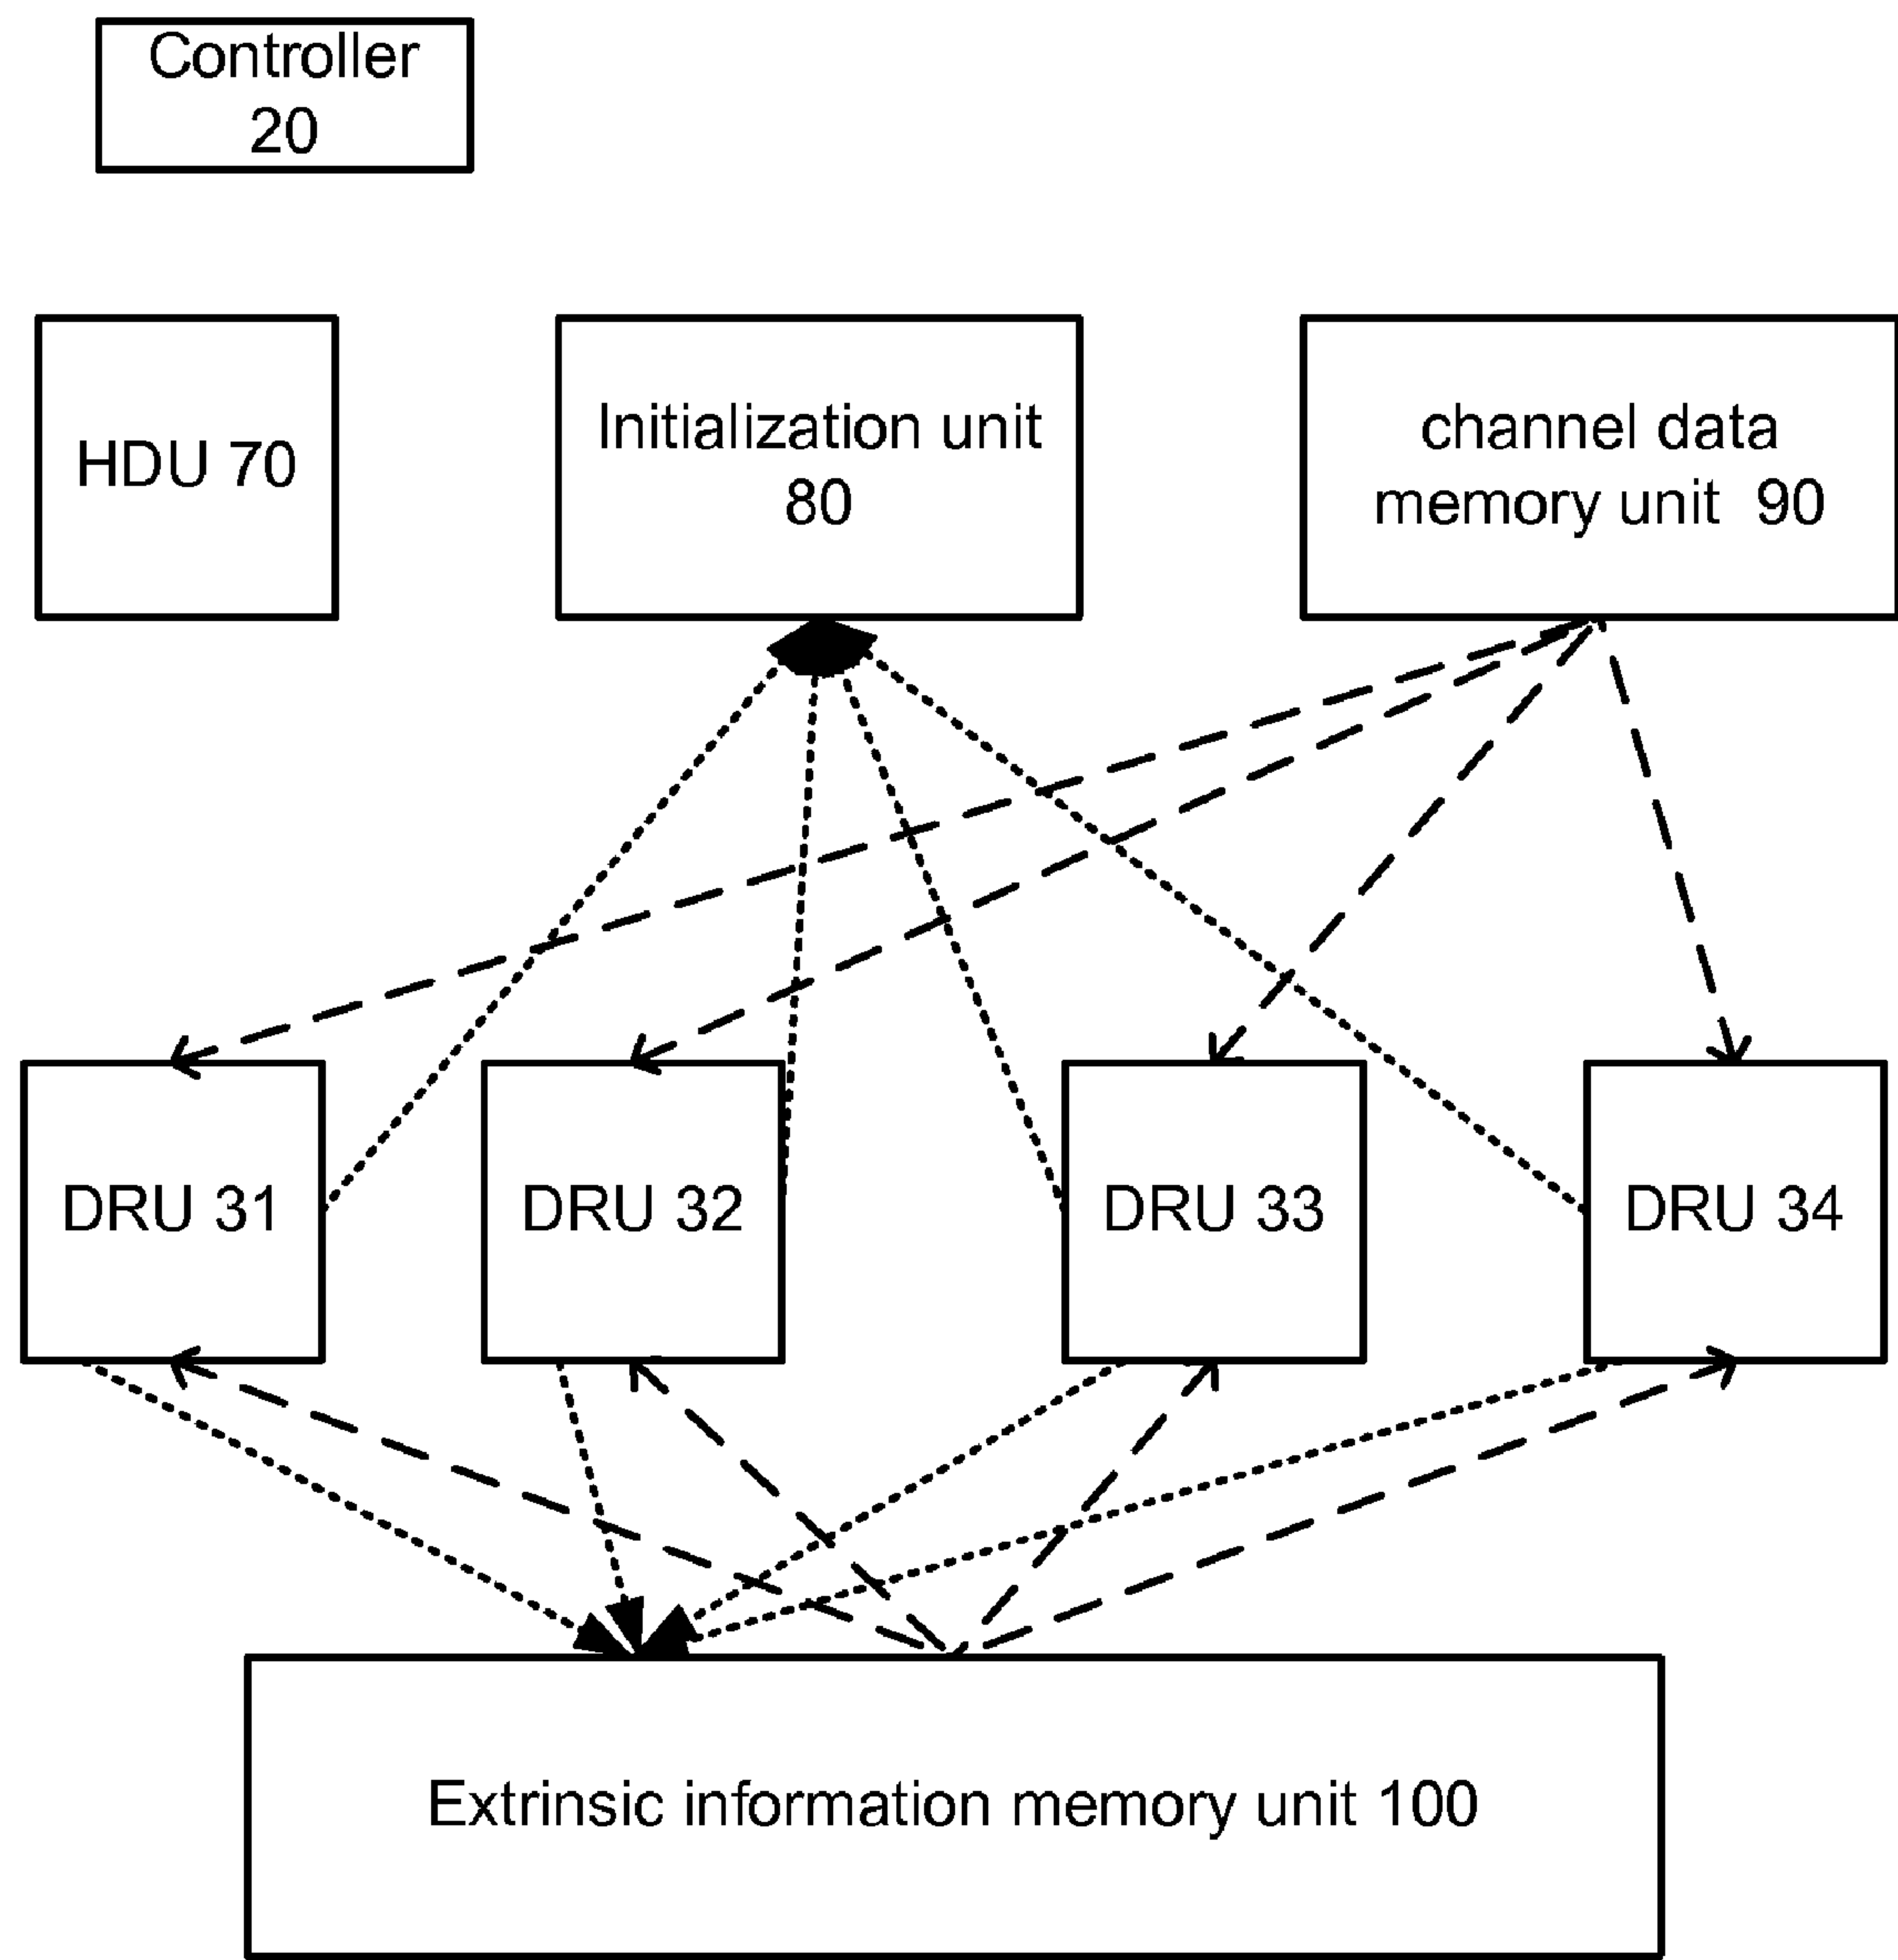 Controller
20
HDU 70
Initialization unit
80
channel data
memory unit 90
DRU 31
DRU 32
DRU 33
DRU 34
Extrinsic information memory unit 100